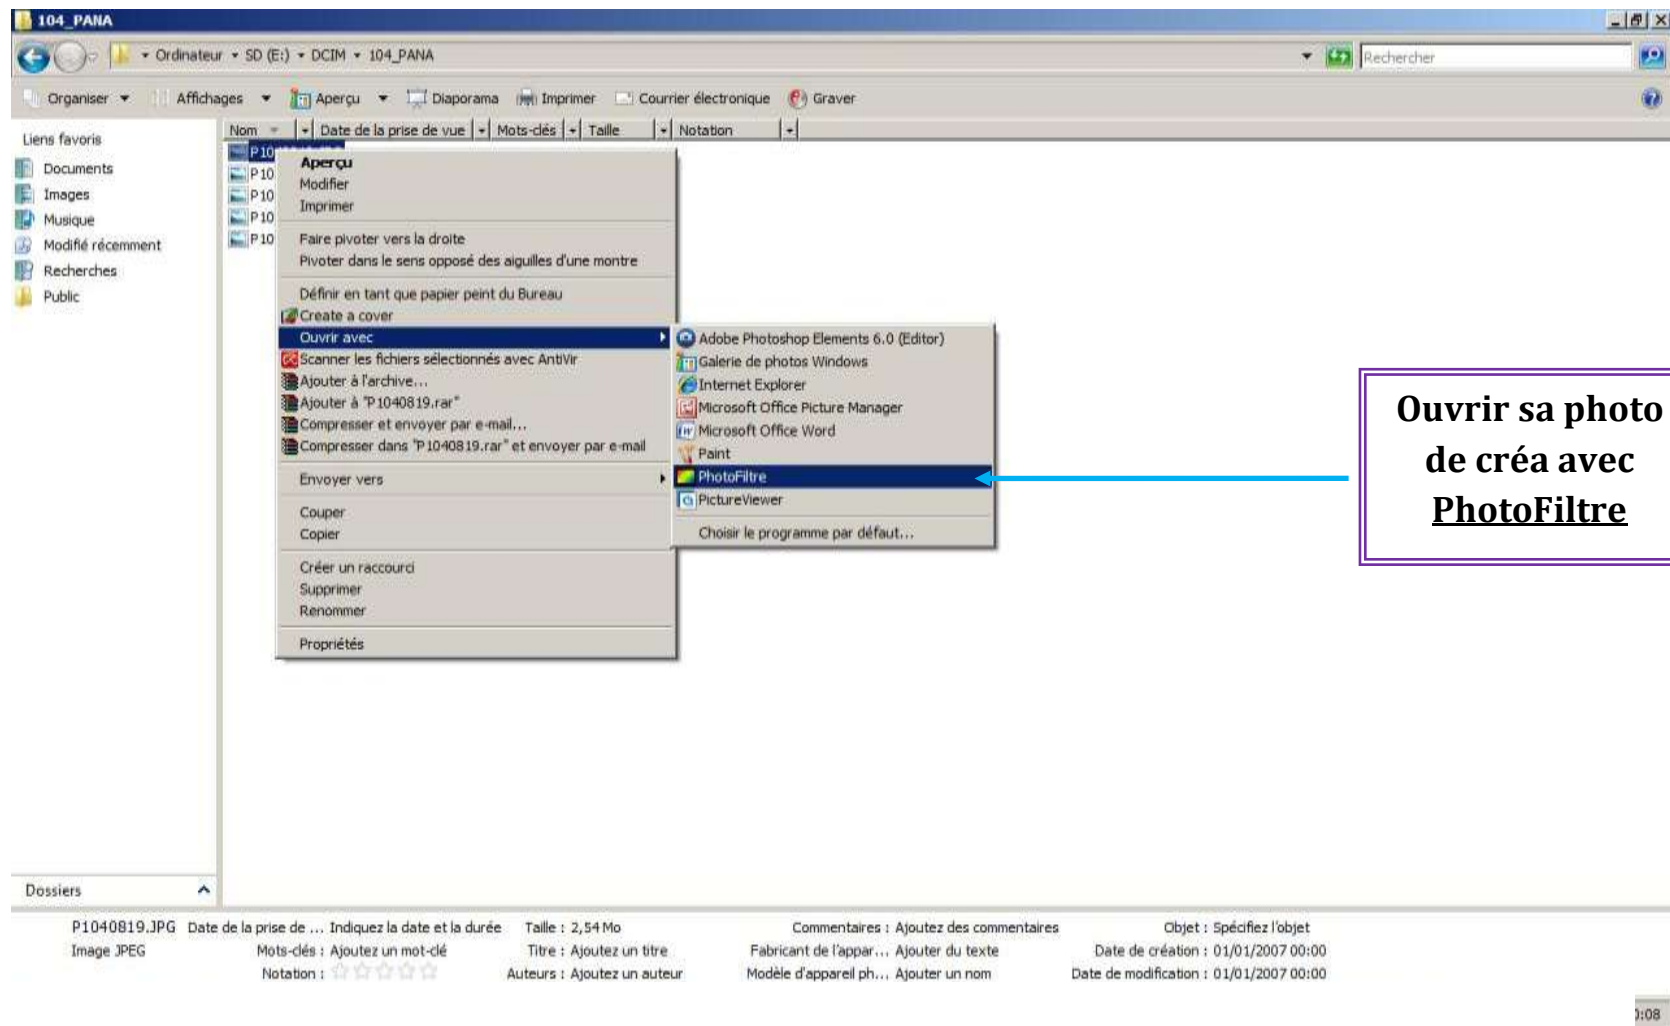 104_PANA
Ordinateur ▾ SD (E:) ▾ DCIM ▾ 104_PANA
Rechercher
Organiser Affichages Aperçu Diaporama Imprimer Courrier électronique Graver
Liens favoris
Documents
Images
Musique
Modifié récemment
Recherches
Public
Nom Date de la prise de vue Mots-clés Taille Notation
P10
P10
P10
P10
P10
Aperçu
Modifier
Imprimer
Faire pivoter vers la droite
Pivoter dans le sens opposé des aiguilles d'une montre
Définir en tant que papier peint du Bureau
Create a cover
Ouvrir avec
Scanner les fichiers sélectionnés avec AntiVir
Ajouter à l'archive...
Ajouter à "P1040819.rar"
Compresser et envoyer par e-mail...
Compresser dans "P1040819.rar" et envoyer par e-mail
Envoyer vers
Couper
Copier
Créer un raccourci
Supprimer
Renommer
Propriétés
Adobe Photoshop Elements 6.0 (Editor)
Galerie de photos Windows
Internet Explorer
Microsoft Office Picture Manager
Microsoft Office Word
Paint
PhotoFiltre
PictureViewer
Choisir le programme par défaut...
Ouvrir sa photo
de créa avec
PhotoFiltre
Dossiers
P1040819.JPG Date de la prise de ... Indiquez la date et la durée Taille : 2,54 Mo Commentaires : Ajoutez des commentaires Objet : Spécifiez l'objet
Image JPEG Mots-clés : Ajoutez un mot-clé Titre : Ajoutez un titre Fabricant de l'appar... Ajouter du texte Date de création : 01/01/2007 00:00
Notation : Auteurs : Ajoutez un auteur Modèle d'appareil ph... Ajouter un nom Date de modification : 01/01/2007 00:00
:08